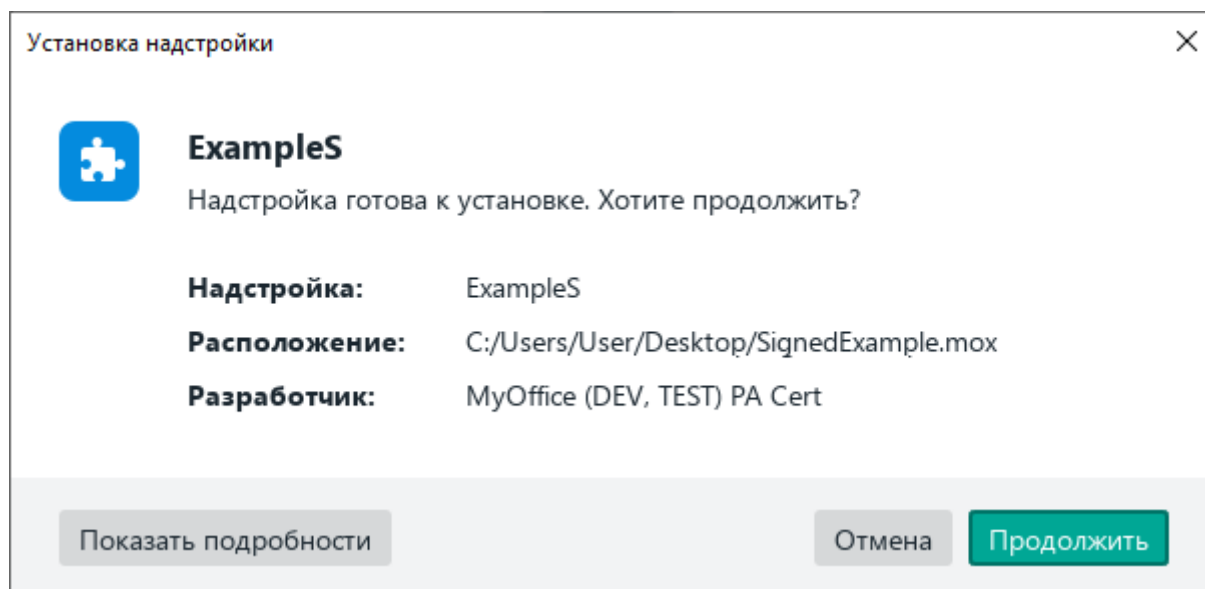 Установка надстройки
ExampleS
Надстройка готова к установке. Хотите продолжить?
Надстройка: ExampleS
Расположение: C:/Users/User/Desktop/SignedExample.mox
Разработчик: MyOffice (DEV, TEST) PA Cert
Показать подробности Отмена Продолжить